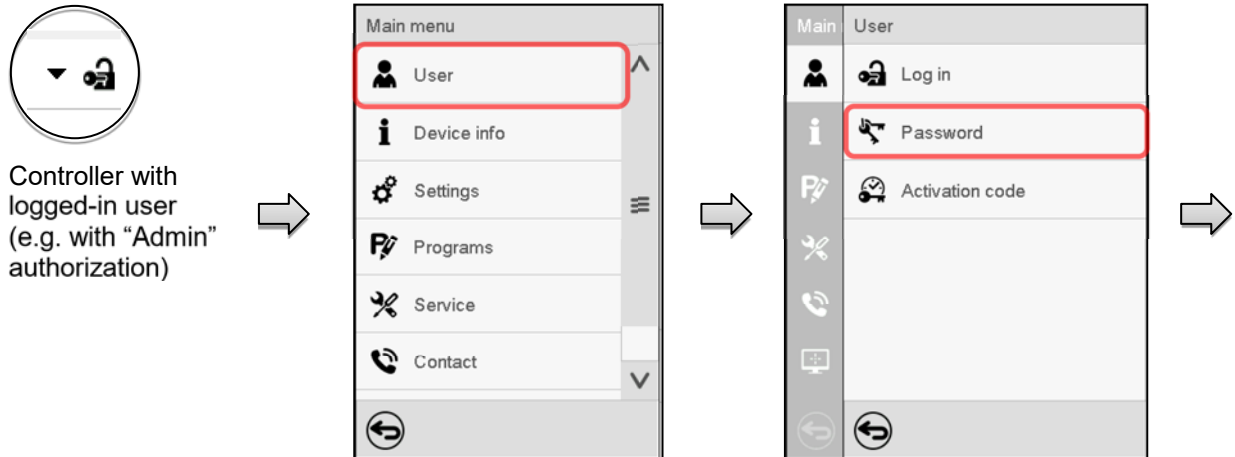 Controller with
logged-in user
(e.g. with “Admin”
authorization)
Main menu
User
Device info
Settings
Programs
Service
Contact
Main
User
Log in
Password
Activation code